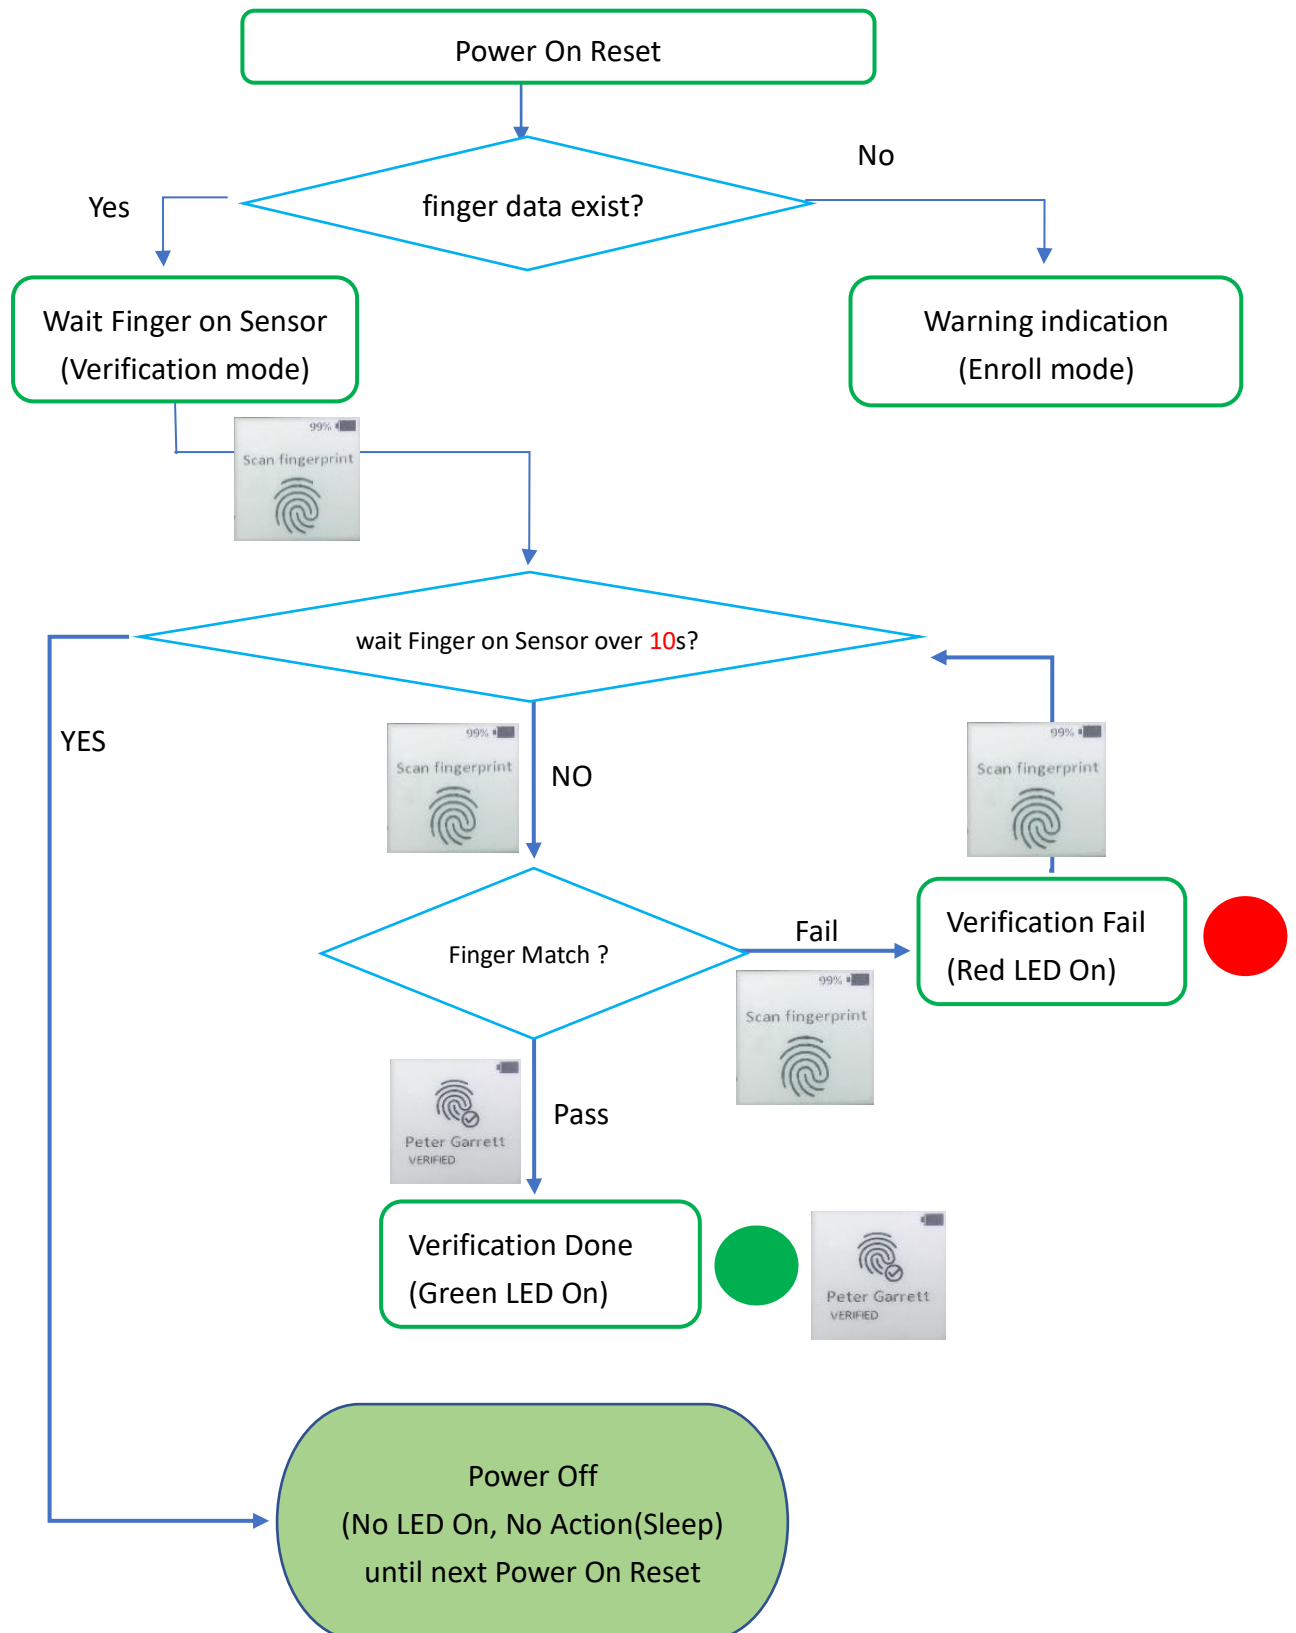 Power On Reset
finger data exist?
Yes
No
Wait Finger on Sensor
(Verification mode)
Warning indication
(Enroll mode)
99%
Scan fingerprint
wait Finger on Sensor over 10s?
YES
99%
Scan fingerprint
NO
99%
Scan fingerprint
Finger Match ?
Fail
Verification Fail
(Red LED On)
99%
Scan fingerprint
Peter Garrett
VERIFIED
Pass
Verification Done
(Green LED On)
Peter Garrett
VERIFIED
Power Off
(No LED On, No Action(Sleep)
until next Power On Reset